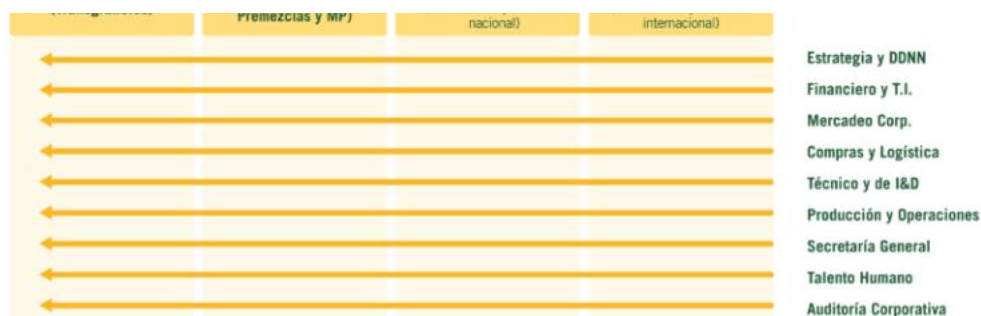 Premezclas y MP)
nacional)
internacional)
Estrategia y DDNN
Financiero y T.I.
Mercadeo Corp.
Compras y Logística
Técnico y de I&D
Producción y Operaciones
Secretaría General
Talento Humano
Auditoría Corporativa